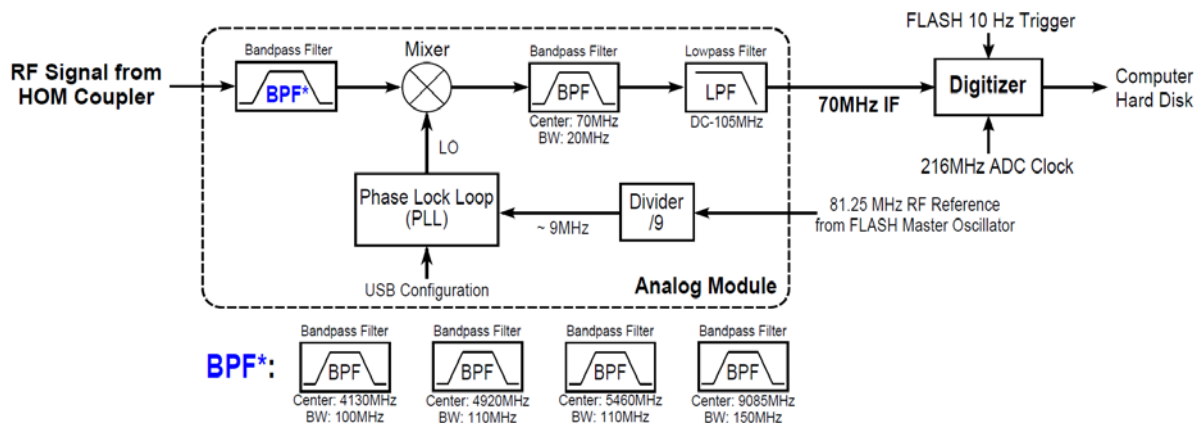 FLASH 10 Hz Trigger
Bandpass Filter
Mixer
Bandpass Filter
Lowpass Filter
RF Signal from
HOM Coupler
BPF*
BPF
LPF
Digitizer
Computer
Hard Disk
Center: 70MHz
BW: 20MHz
DC-105MHz
70MHz IF
LO
216MHz ADC Clock
Phase Lock Loop
(PLL)
~ 9MHz
Divider
/9
81.25 MHz RF Reference
from FLASH Master Oscillator
USB Configuration
Analog Module
BPF*:
Bandpass Filter
BPF
Center: 4130MHz
BW: 100MHz
Bandpass Filter
BPF
Center: 4920MHz
BW: 110MHz
Bandpass Filter
BPF
Center: 5460MHz
BW: 110MHz
Bandpass Filter
BPF
Center: 9085MHz
BW: 150MHz